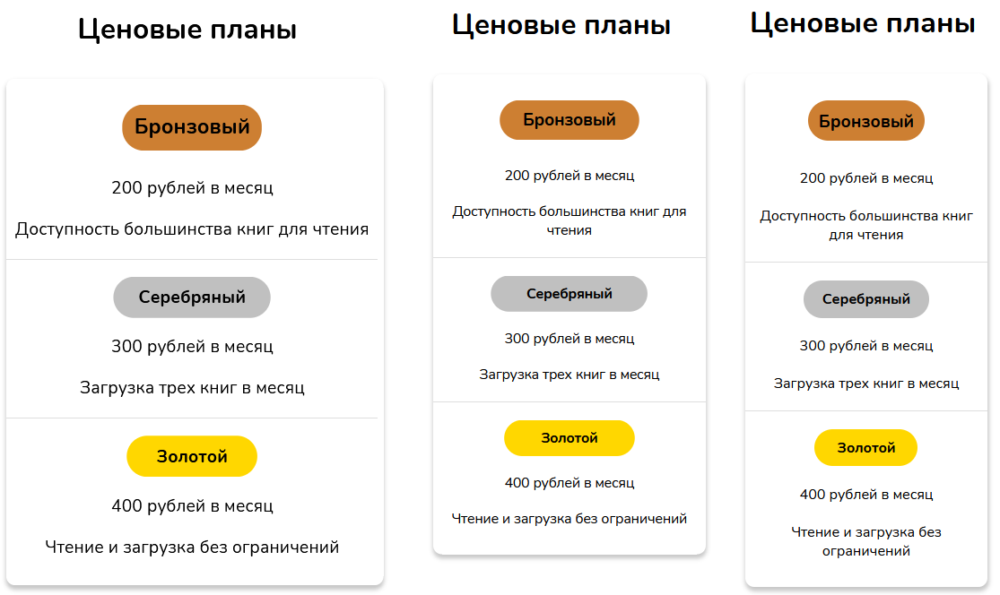 Ценовые планы
Бронзовый
200 рублей в месяц
Доступность большинства книг для чтения
Серебряный
300 рублей в месяц
Загрузка трех книг в месяц
Золотой
400 рублей в месяц
Чтение и загрузка без ограничений
Ценовые планы
Бронзовый
200 рублей в месяц
Доступность большинства книг для
чтения
Серебряный
300 рублей в месяц
Загрузка трех книг в месяц
Золотой
400 рублей в месяц
Чтение и загрузка без ограничений
Ценовые планы
Бронзовый
200 рублей в месяц
Доступность большинства книг
для чтения
Серебряный
300 рублей в месяц
Загрузка трех книг в месяц
Золотой
400 рублей в месяц
Чтение и загрузка без
ограничений